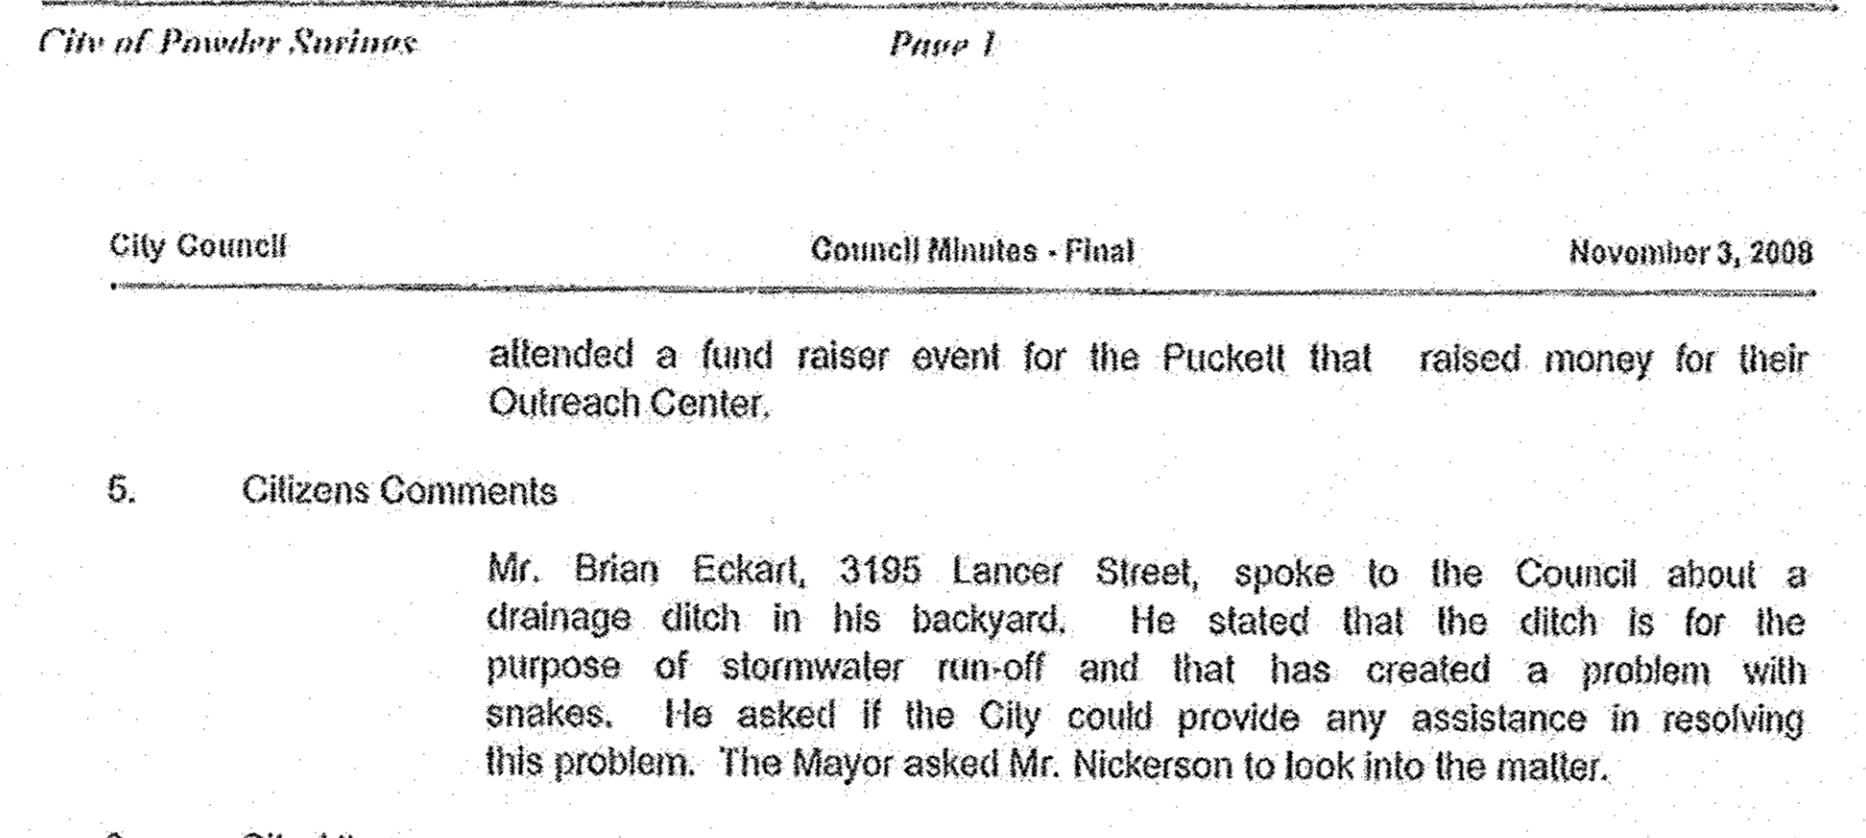 City of Powder Springs Page 1
City Council Council Minutes - Final November 3, 2008
attended a fund raiser event for the Puckett that raised money for their
Outreach Center.
5. Citizens Comments
Mr. Brian Eckart, 3195 Lancer Street, spoke to the Council about a
drainage ditch in his backyard. He stated that the ditch is for the
purpose of stormwater run-off and that has created a problem with
snakes. He asked if the City could provide any assistance in resolving
this problem. The Mayor asked Mr. Nickerson to look into the matter.